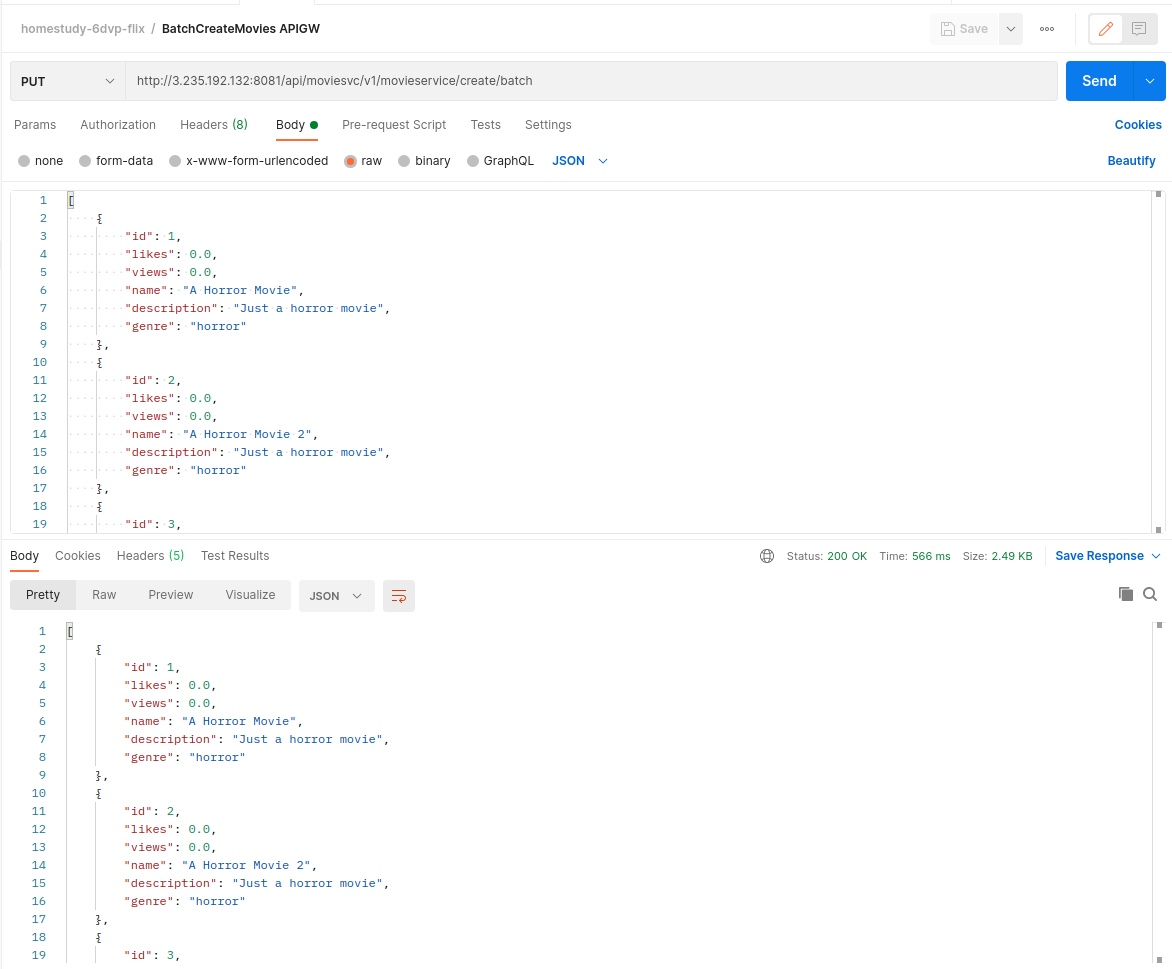 homestudy-6dvp-flix / BatchCreateMovies APIGW Save
PUT http://3.235.192.132:8081/api/moviesvc/v1/movieservice/create/batch Send
Params Authorization Headers (8) Body Pre-request Script Tests Settings Cookies
none form-data x-www-form-urlencoded raw binary GraphQL JSON Beautify
1 [
2 {
3 "id": 1,
4 "likes": 0.0,
5 "views": 0.0,
6 "name": "A Horror Movie",
7 "description": "Just a horror movie",
8 "genre": "horror"
9 },
10 {
11 "id": 2,
12 "likes": 0.0,
13 "views": 0.0,
14 "name": "A Horror Movie 2",
15 "description": "Just a horror movie",
16 "genre": "horror"
17 },
18 {
19 "id": 3,
Body Cookies Headers (5) Test Results Status: 200 OK Time: 566 ms Size: 2.49 KB Save Response
Pretty Raw Preview Visualize JSON
1 [
2 {
3 "id": 1,
4 "likes": 0.0,
5 "views": 0.0,
6 "name": "A Horror Movie",
7 "description": "Just a horror movie",
8 "genre": "horror"
9 },
10 {
11 "id": 2,
12 "likes": 0.0,
13 "views": 0.0,
14 "name": "A Horror Movie 2",
15 "description": "Just a horror movie",
16 "genre": "horror"
17 },
18 {
19 "id": 3,